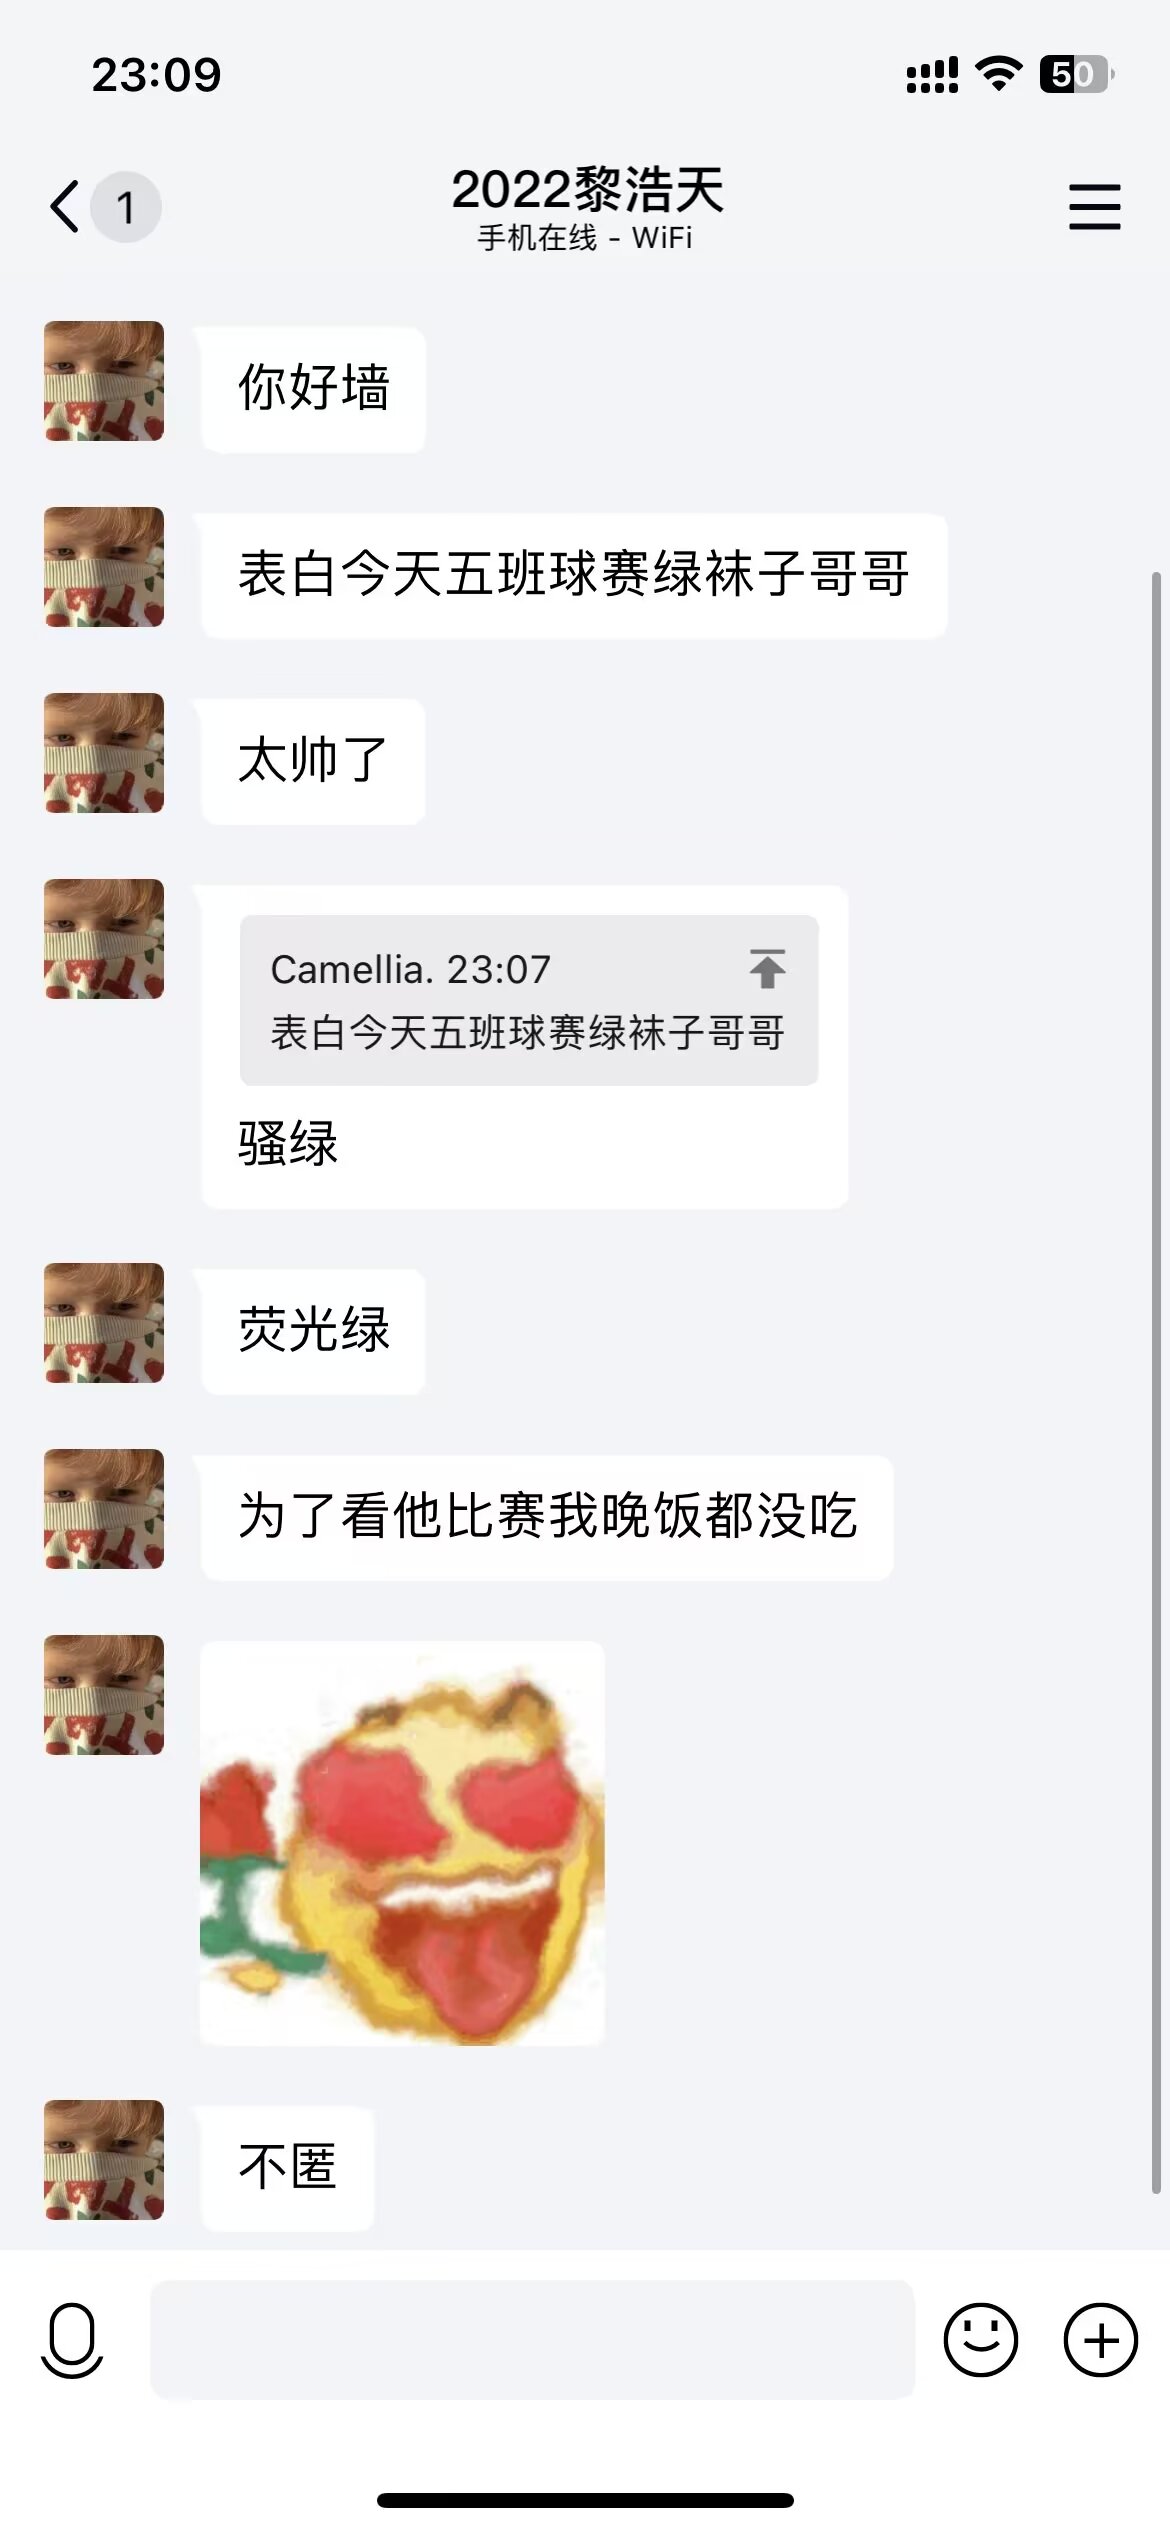 23:09
50
1
2022黎浩天
手机在线 - WiFi
你好墙
表白今天五班球赛绿袜子哥哥
太帅了
Camellia. 23:07
表白今天五班球赛绿袜子哥哥
骚绿
荧光绿
为了看他比赛我晚饭都没吃
不匿